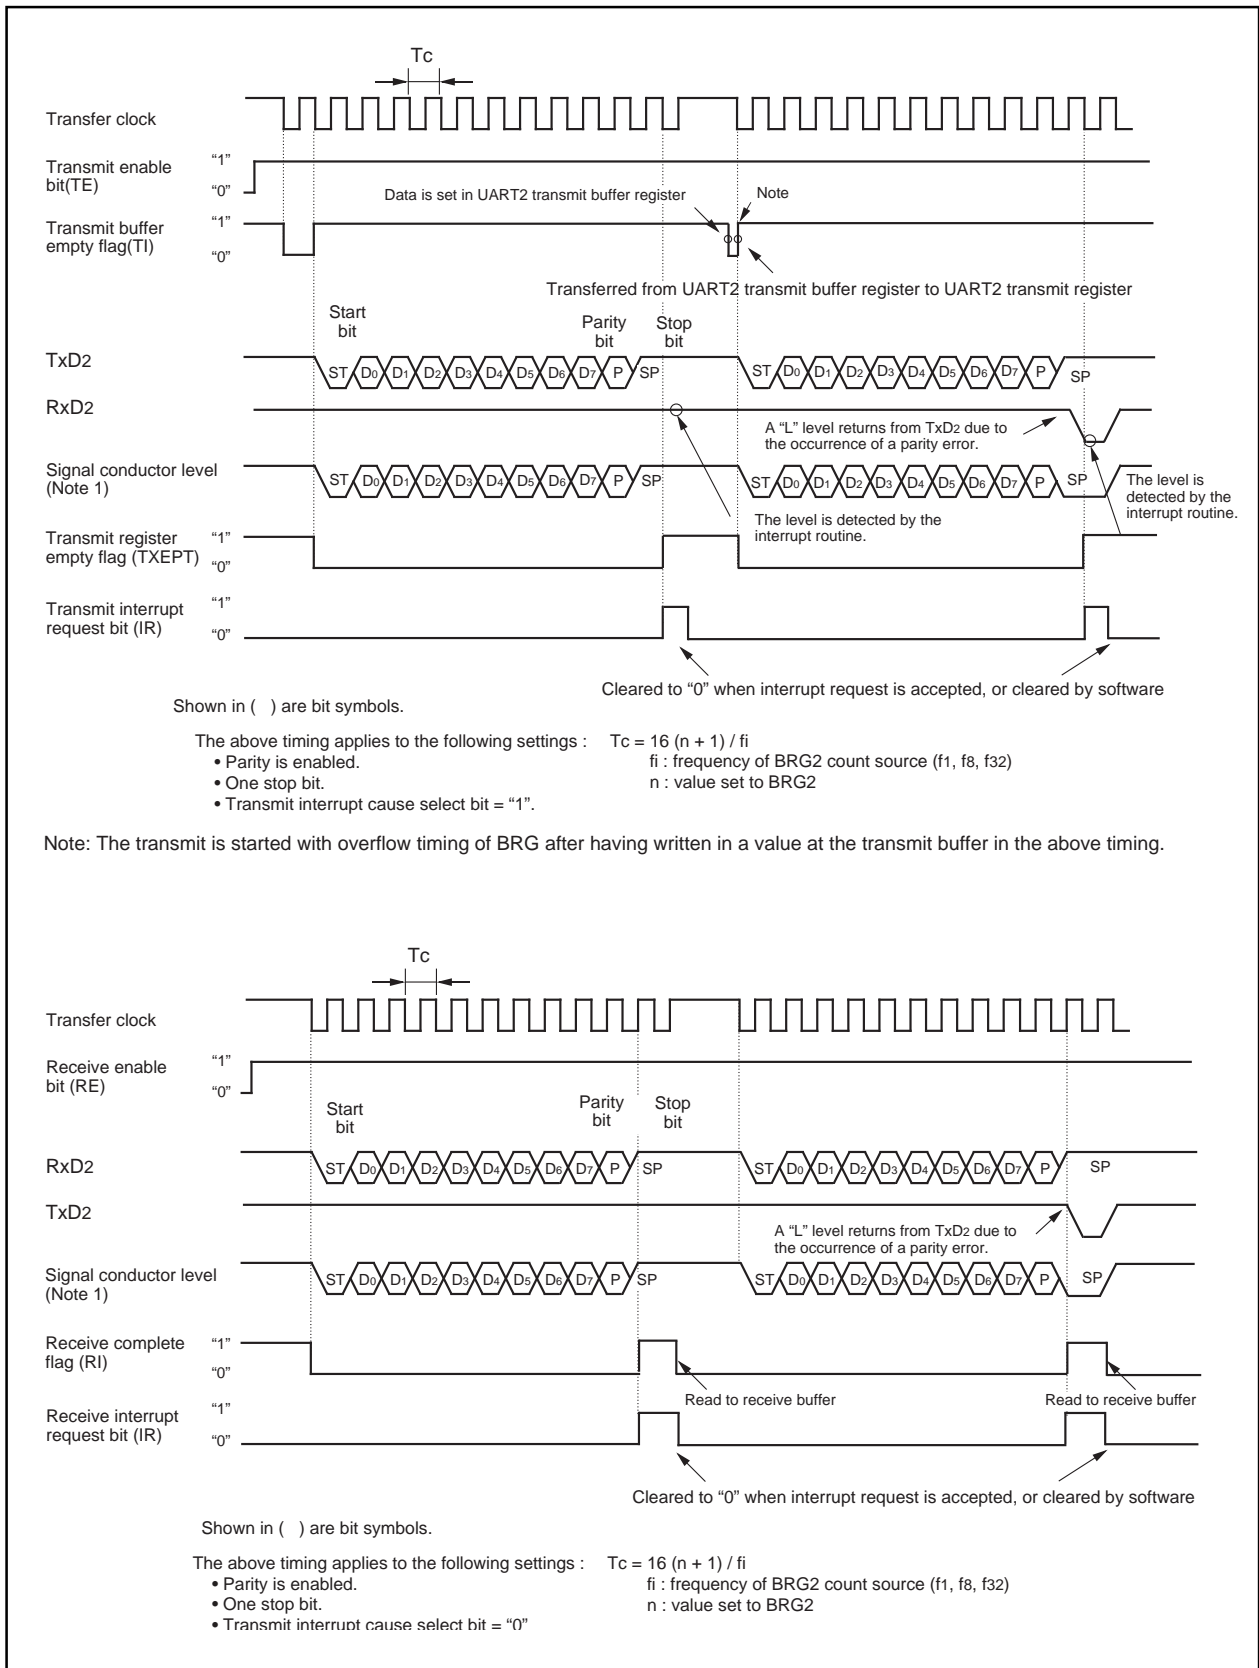 Tc
Transfer clock
Transmit enable
bit(TE)
“1”
“0”
Data is set in UART2 transmit buffer register
Note
Transmit buffer
empty flag(TI)
“1”
“0”
Transferred from UART2 transmit buffer register to UART2 transmit register
Start
bit
Parity
bit
Stop
bit
TxD2
ST D0 D1 D2 D3 D4 D5 D6 D7 P SP
ST D0 D1 D2 D3 D4 D5 D6 D7 P SP
RxD2
A “L” level returns from TxD2 due to
the occurrence of a parity error.
Signal conductor level
(Note 1)
ST D0 D1 D2 D3 D4 D5 D6 D7 P SP
ST D0 D1 D2 D3 D4 D5 D6 D7 P SP
The level is
detected by the
interrupt routine.
The level is detected by the
interrupt routine.
Transmit register
empty flag (TXEPT)
“1”
“0”
Transmit interrupt
request bit (IR)
“1”
“0”
Cleared to “0” when interrupt request is accepted, or cleared by software
Shown in ( ) are bit symbols.
The above timing applies to the following settings :
• Parity is enabled.
• One stop bit.
• Transmit interrupt cause select bit = “1”.
Tc = 16 (n + 1) / fi
fi : frequency of BRG2 count source (f1, f8, f32)
n : value set to BRG2
Note: The transmit is started with overflow timing of BRG after having written in a value at the transmit buffer in the above timing.
Tc
Transfer clock
Receive enable
bit (RE)
“1”
“0”
Start
bit
Parity
bit
Stop
bit
RxD2
ST D0 D1 D2 D3 D4 D5 D6 D7 P SP
ST D0 D1 D2 D3 D4 D5 D6 D7 P SP
TxD2
A “L” level returns from TxD2 due to
the occurrence of a parity error.
Signal conductor level
(Note 1)
ST D0 D1 D2 D3 D4 D5 D6 D7 P SP
ST D0 D1 D2 D3 D4 D5 D6 D7 P SP
Receive complete
flag (RI)
“1”
“0”
Read to receive buffer
Read to receive buffer
Receive interrupt
request bit (IR)
“1”
“0”
Cleared to “0” when interrupt request is accepted, or cleared by software
Shown in ( ) are bit symbols.
The above timing applies to the following settings :
• Parity is enabled.
• One stop bit.
• Transmit interrupt cause select bit = “0”
Tc = 16 (n + 1) / fi
fi : frequency of BRG2 count source (f1, f8, f32)
n : value set to BRG2